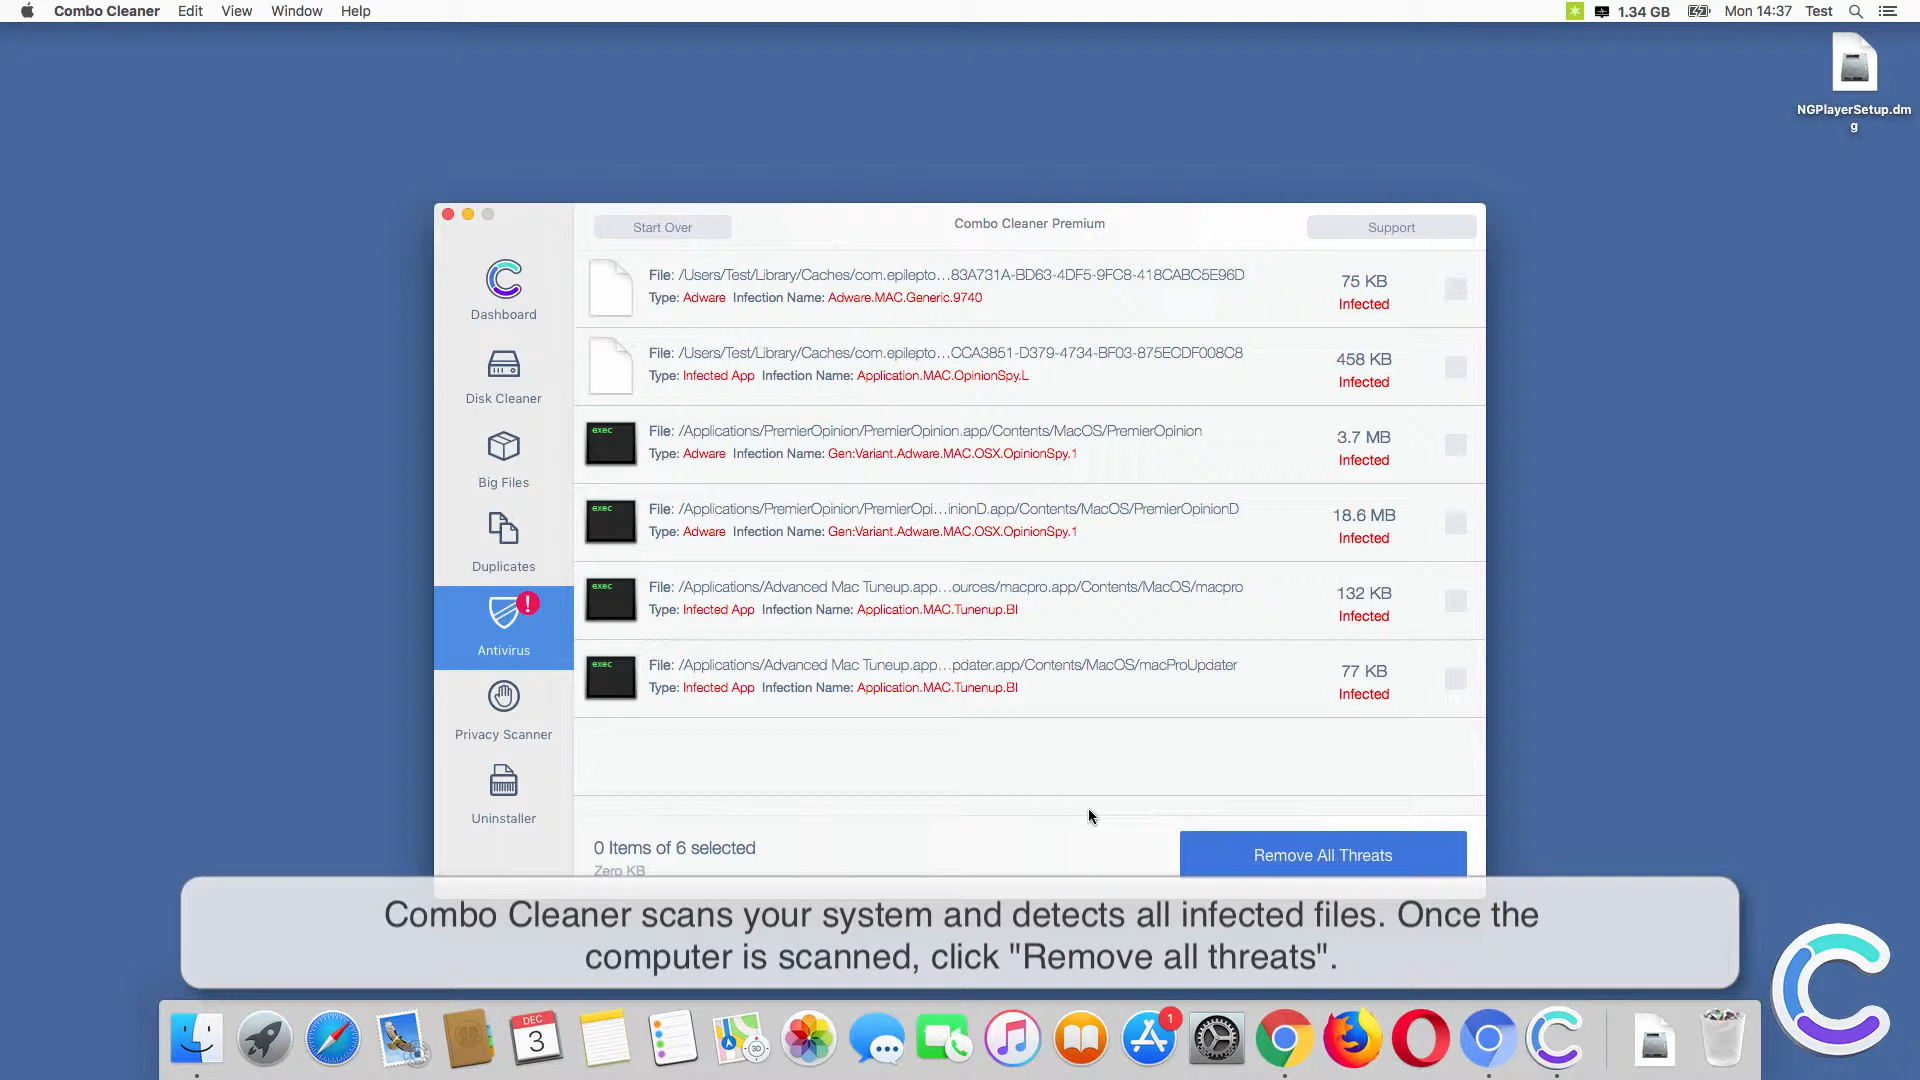 Combo Cleaner Edit View Window Help
1.34 GB Mon 14:37 Test
NGPlayerSetup.dm
g
Start Over Combo Cleaner Premium Support
Dashboard
Disk Cleaner
Big Files
Duplicates
!
Antivirus
Privacy Scanner
Uninstaller
File: /Users/Test/Library/Caches/com.epilepto...83A731A-BD63-4DF5-9FC8-418CABC5E96D 75 KB
Type: Adware Infection Name: Adware.MAC.Generic.9740 Infected
File: /Users/Test/Library/Caches/com.epilepto...CCA3851-D379-4734-BF03-875ECDF008C8 458 KB
Type: Infected App Infection Name: Application.MAC.OpinionSpy.L Infected
exec File: /Applications/PremierOpinion/PremierOpinion.app/Contents/MacOS/PremierOpinion 3.7 MB
Type: Adware Infection Name: Gen:Variant.Adware.MAC.OSX.OpinionSpy.1 Infected
exec File: /Applications/PremierOpinion/PremierOpi...inionD.app/Contents/MacOS/PremierOpinionD 18.6 MB
Type: Adware Infection Name: Gen:Variant.Adware.MAC.OSX.OpinionSpy.1 Infected
exec File: /Applications/Advanced Mac Tuneup.app...ources/macpro.app/Contents/MacOS/macpro 132 KB
Type: Infected App Infection Name: Application.MAC.Tunenup.BI Infected
exec File: /Applications/Advanced Mac Tuneup.app...pdater.app/Contents/MacOS/macProUpdater 77 KB
Type: Infected App Infection Name: Application.MAC.Tunenup.BI Infected
0 Items of 6 selected
Zero KB
Remove All Threats
Combo Cleaner scans your system and detects all infected files. Once the
computer is scanned, click "Remove all threats".
DEC
3
3D
1